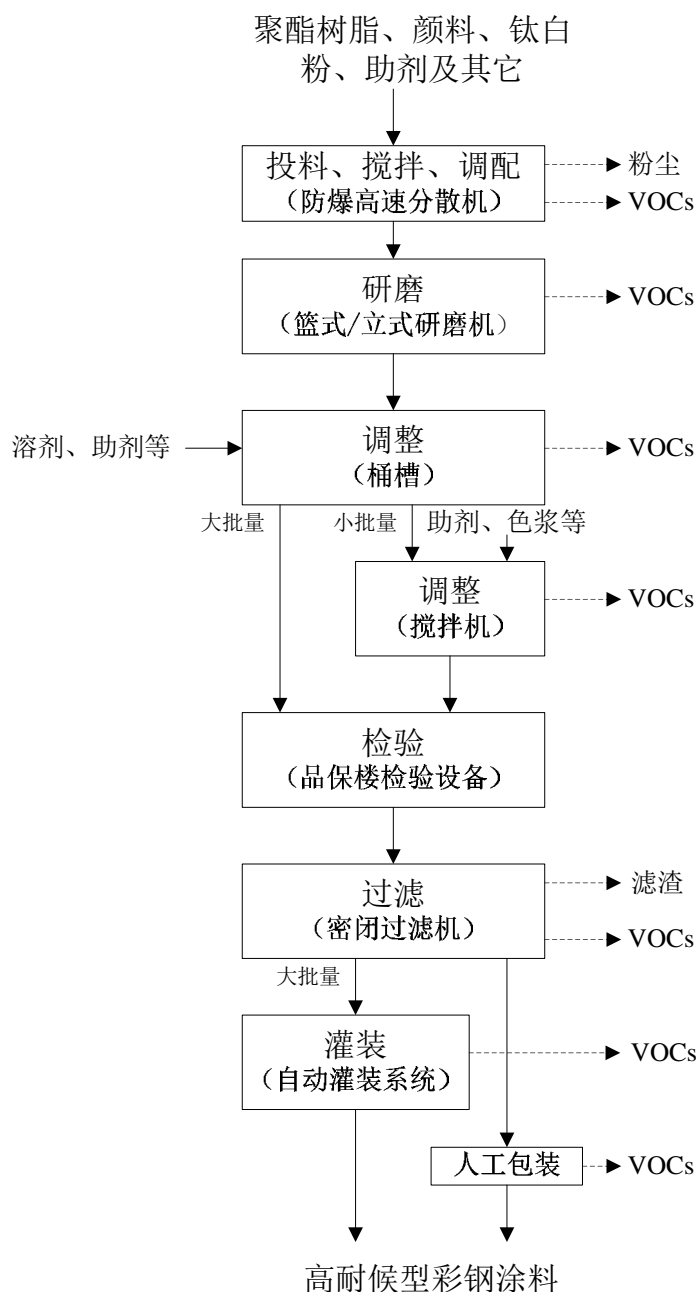 聚酯树脂、颜料、钛白
粉、助剂及其它
投料、搅拌、调配
（防爆高速分散机）
粉尘
VOCs
研磨
（篮式/立式研磨机）
VOCs
溶剂、助剂等
调整
（桶槽）
VOCs
大批量
小批量
助剂、色浆等
调整
（搅拌机）
VOCs
检验
（品保楼检验设备）
过滤
（密闭过滤机）
滤渣
VOCs
大批量
灌装
（自动灌装系统）
VOCs
人工包装
VOCs
高耐候型彩钢涂料